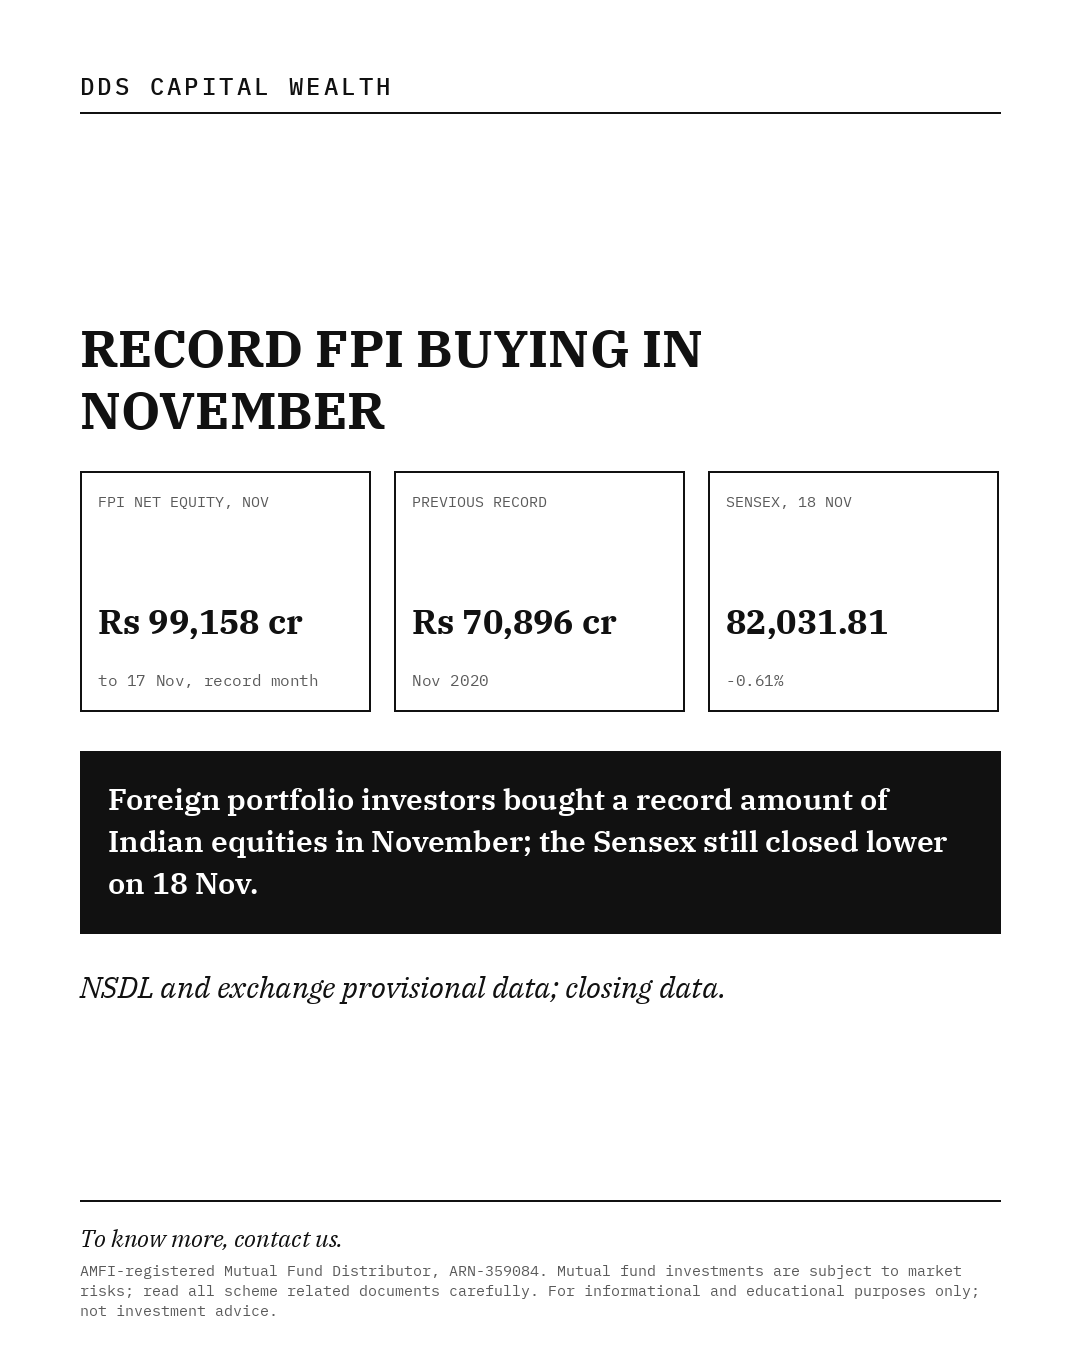 DDS CAPITAL WEALTH
RECORD FPI BUYING IN
NOVEMBER
FPI NET EQUITY, NOV
Rs 99,158 cr
to 17 Nov, record month
PREVIOUS RECORD
Rs 70,896 cr
Nov 2020
SENSEX, 18 NOV
82,031.81
-0.61%
Foreign portfolio investors bought a record amount of
Indian equities in November; the Sensex still closed lower
on 18 Nov.
NSDL and exchange provisional data; closing data.
To know more, contact us.
AMFI-registered Mutual Fund Distributor, ARN-359084. Mutual fund investments are subject to market
risks; read all scheme related documents carefully. For informational and educational purposes only;
not investment advice.